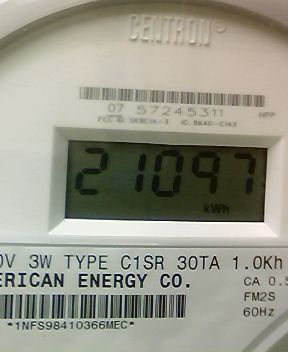 CENTRON®
07 57245311 HPP
21097
kWh
0V 3W TYPE C1SR 30TA 1.0Kh
ERICAN ENERGY CO.
CA 0.5
FM2S
60Hz
*1NFS98410366MEC*